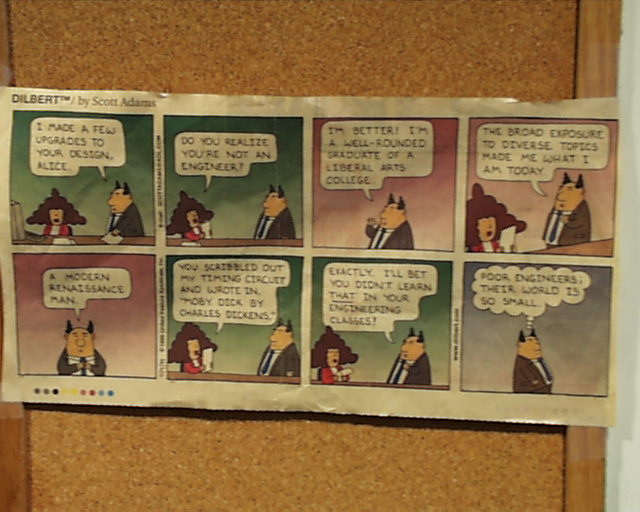 DILBERT™/ by Scott Adams
I MADE A FEW
UPGRADES TO
YOUR DESIGN,
ALICE.
DO YOU REALIZE
YOU'RE NOT AN
ENGINEER?
I'M BETTER! I'M
A WELL-ROUNDED
GRADUATE OF A
LIBERAL ARTS
COLLEGE.
THE BROAD EXPOSURE
TO DIVERSE TOPICS
MADE ME WHAT I
AM TODAY.
A MODERN
RENAISSANCE
MAN.
YOU SCRIBBLED OUT
MY TIMING CIRCUIT
AND WROTE IN,
"MOBY DICK BY
CHARLES DICKENS."
EXACTLY. I'LL BET
YOU DIDN'T LEARN
THAT IN YOUR
ENGINEERING
CLASSES!
POOR ENGINEERS;
THEIR WORLD IS
SO SMALL.
www.dilbert.com